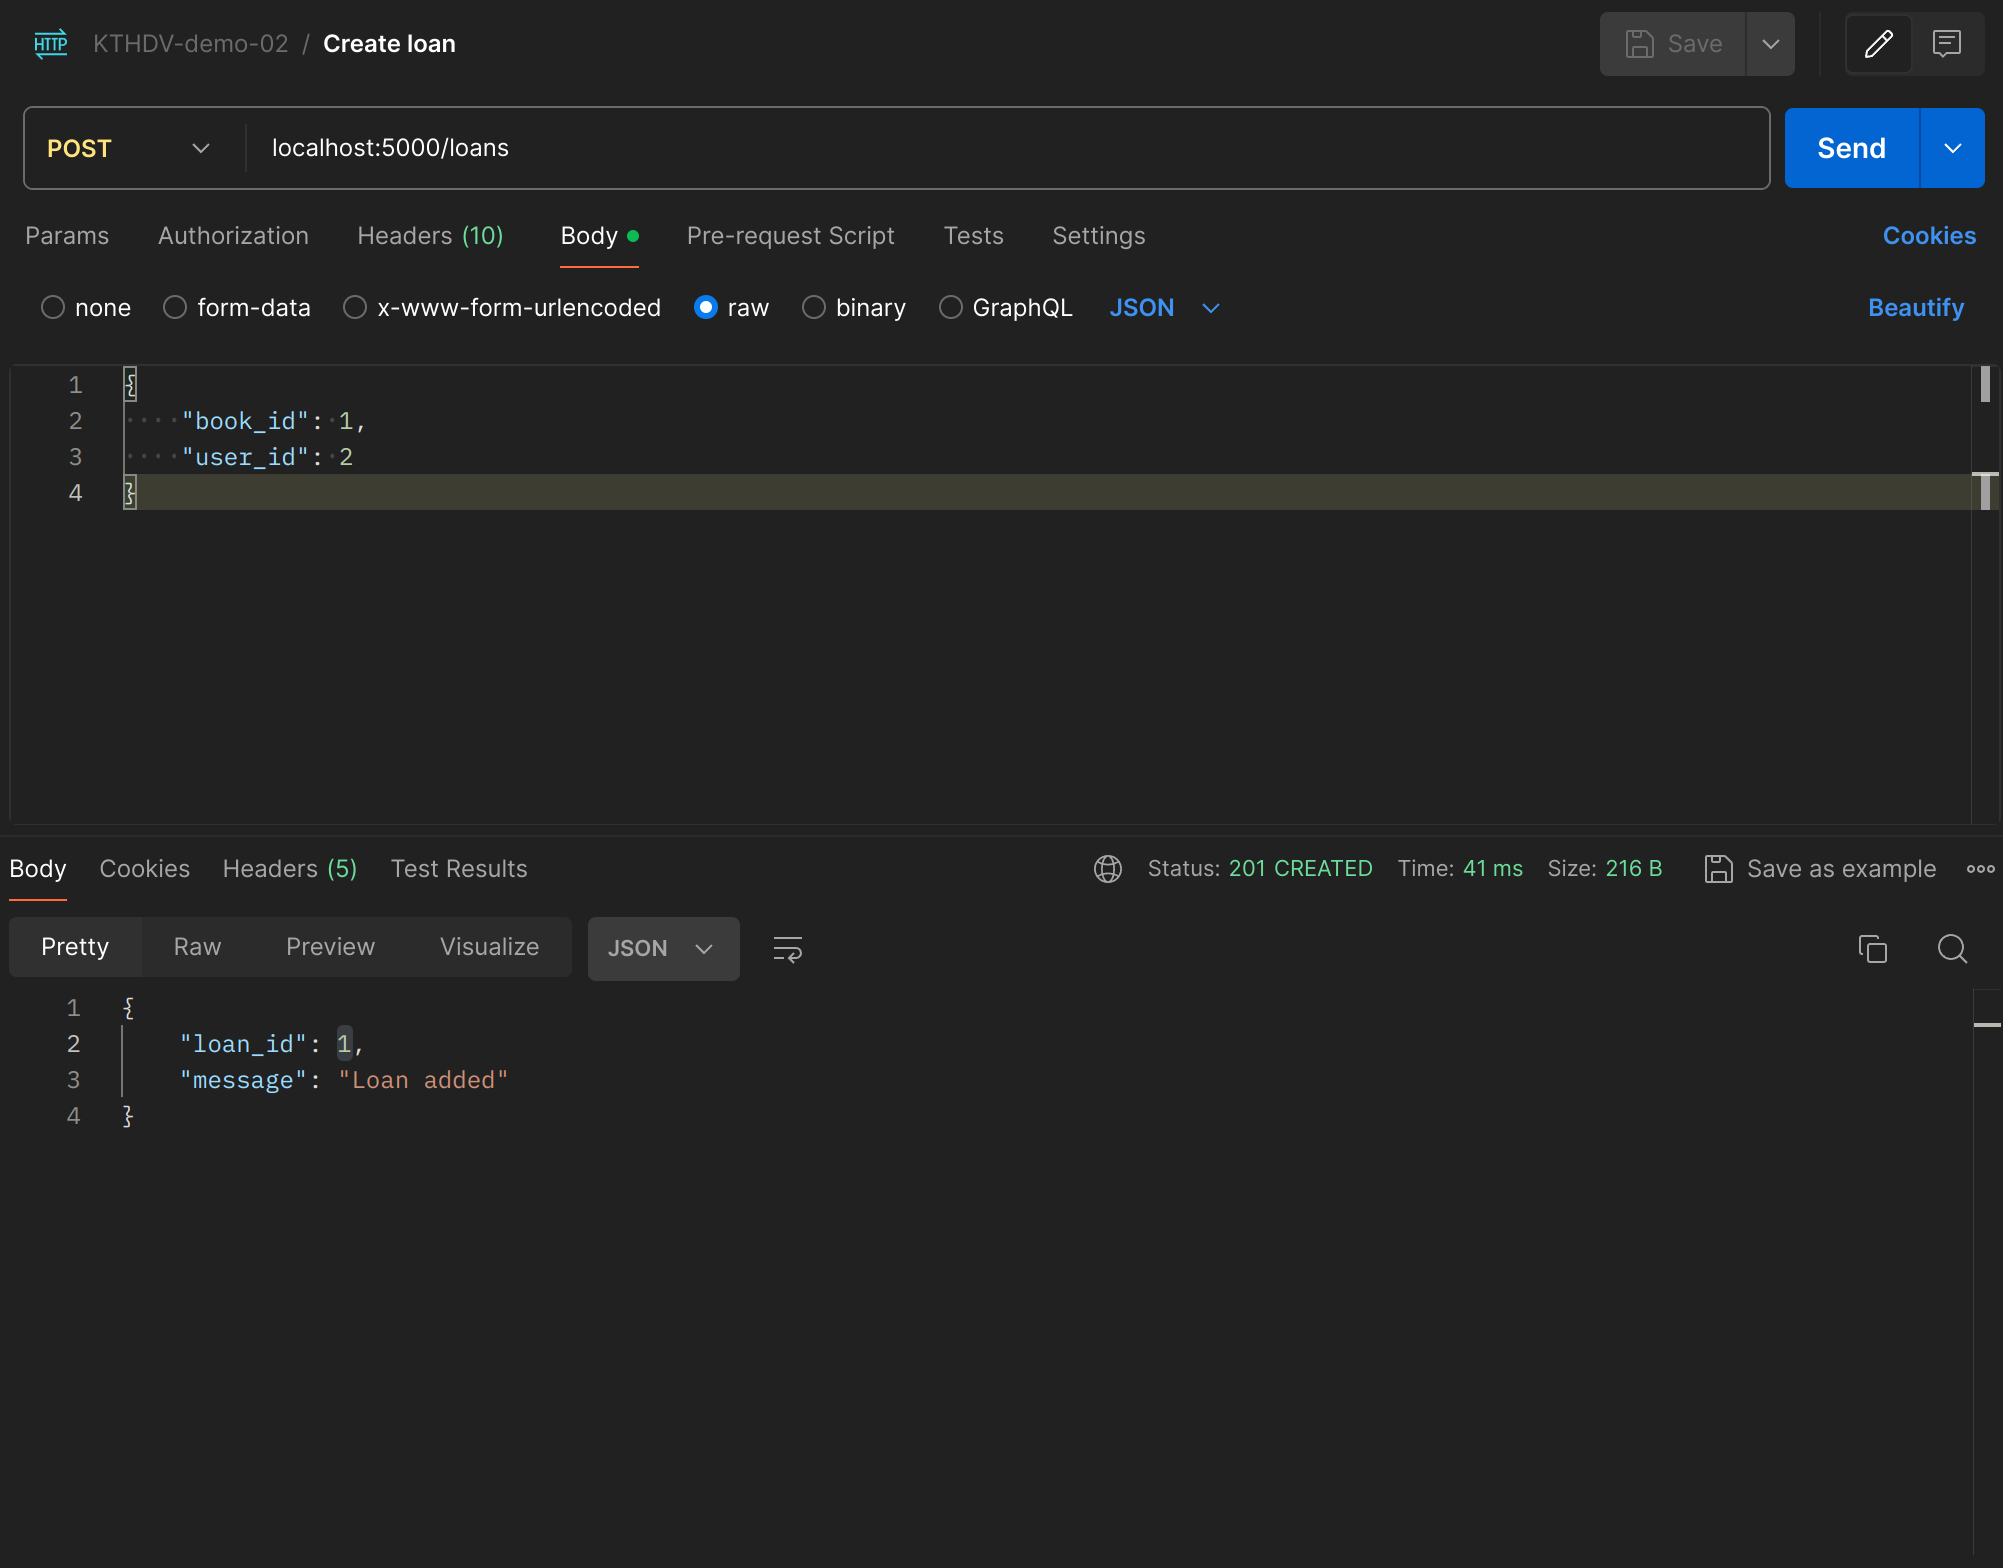 HTTP KTHDV-demo-02 / Create loan Save
POST localhost:5000/loans Send
Params Authorization Headers (10) Body Pre-request Script Tests Settings Cookies
none form-data x-www-form-urlencoded raw binary GraphQL JSON Beautify
1 {
2 "book_id": 1,
3 "user_id": 2
4 }
Body Cookies Headers (5) Test Results Status: 201 CREATED Time: 41 ms Size: 216 B Save as example
Pretty Raw Preview Visualize JSON
1 {
2 "loan_id": 1,
3 "message": "Loan added"
4 }